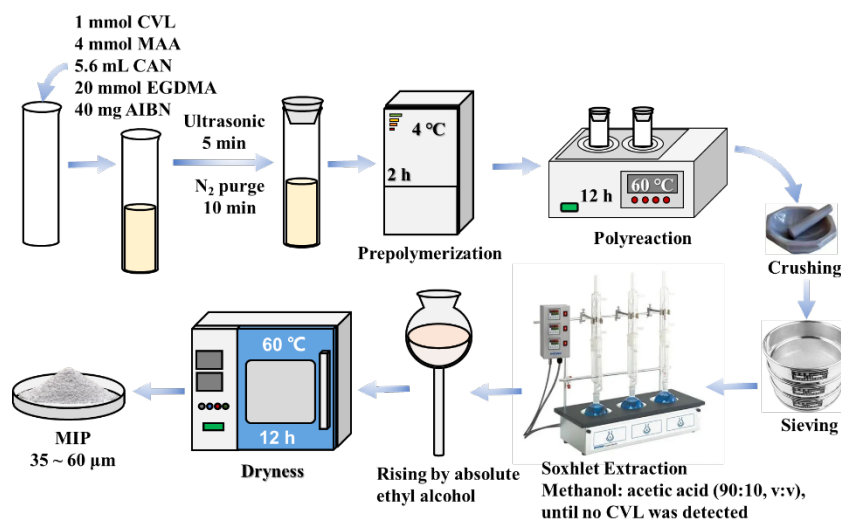 1 mmol CVL
4 mmol MAA
5.6 mL CAN
20 mmol EGDMA
40 mg AIBN
Ultrasonic
5 min
N₂ purge
10 min
4 ℃
2 h
Prepolymerization
60 ℃
12 h
Polyreaction
Crushing
Sieving
Soxhlet Extraction
Methanol: acetic acid (90:10, v:v),
until no CVL was detected
Rising by absolute
ethyl alcohol
60 ℃
12 h
Dryness
MIP
35 ~ 60 μm